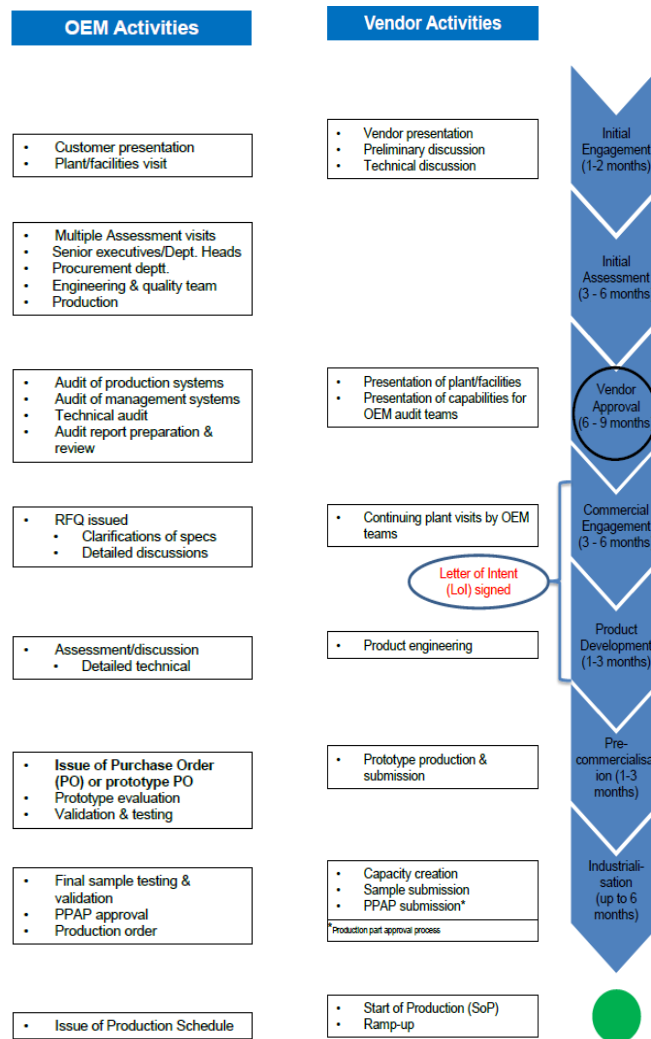 OEM Activities
Vendor Activities
• Customer presentation
• Plant/facilities visit
• Vendor presentation
• Preliminary discussion
• Technical discussion
Initial
Engagement
(1-2 months)
• Multiple Assessment visits
• Senior executives/Dept. Heads
• Procurement deptt.
• Engineering & quality team
• Production
Initial
Assessment
(3 - 6 months
• Audit of production systems
• Audit of management systems
• Technical audit
• Audit report preparation &
review
• Presentation of plant/facilities
• Presentation of capabilities for
OEM audit teams
Vendor
Approval
(6 - 9 months
• RFQ issued
• Clarifications of specs
• Detailed discussions
• Continuing plant visits by OEM
teams
Commercial
Engagement
(3 - 6 months
Letter of Intent
(LoI) signed
• Assessment/discussion
• Detailed technical
• Product engineering
Product
Development
(1-3 months)
• Issue of Purchase Order
(PO) or prototype PO
• Prototype evaluation
• Validation & testing
• Prototype production &
submission
Pre-
commercialisa
ion (1-3
months)
• Final sample testing &
validation
• PPAP approval
• Production order
• Capacity creation
• Sample submission
• PPAP submission*
*Production part approval process
Industriali-
sation
(up to 6
months)
• Issue of Production Schedule
• Start of Production (SoP)
• Ramp-up